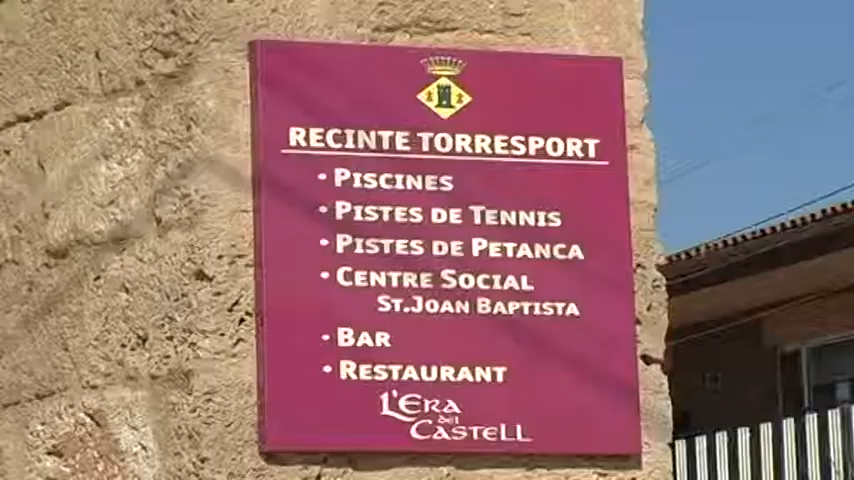 RECINTE TORRESPORT
• PISCINES
• PISTES DE TENNIS
• PISTES DE PETANCA
• CENTRE SOCIAL
ST.JOAN BAPTISTA
• BAR
• RESTAURANT
L'ERA
del
CASTELL